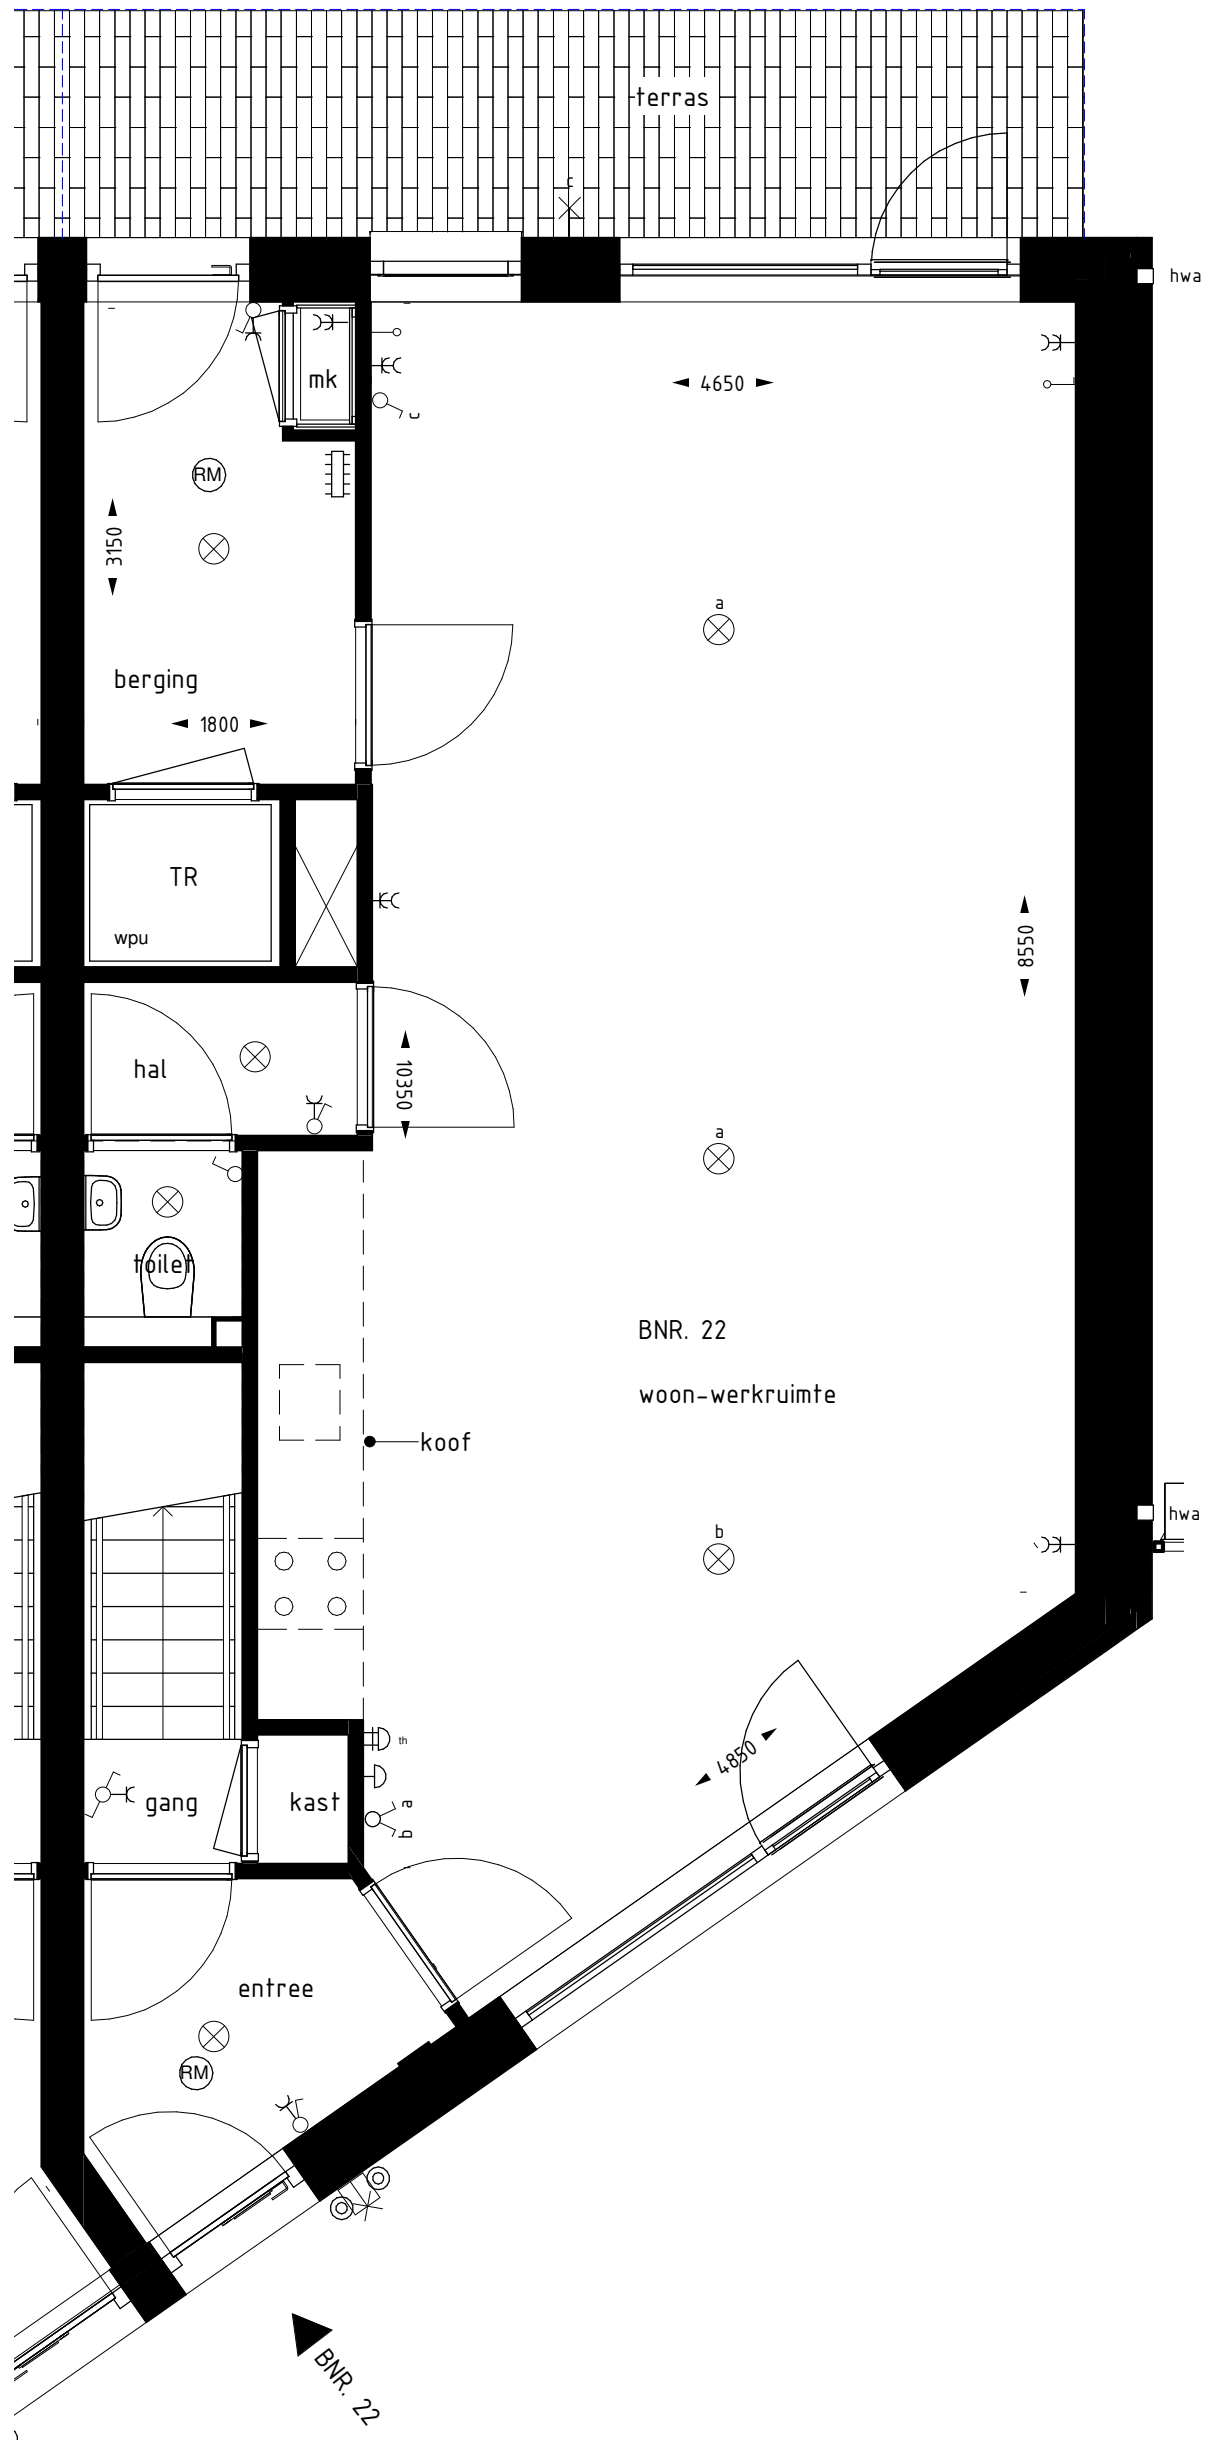 terras
c
hwa
mk
4650
c
RM
3150
a
berging
1800
TR
wpu
8550
hal
10350
a
toilet
BNR. 22
woon-werkruimte
koof
hwa
b
th
4850
gang
kast
a
b
entree
RM
BNR. 22